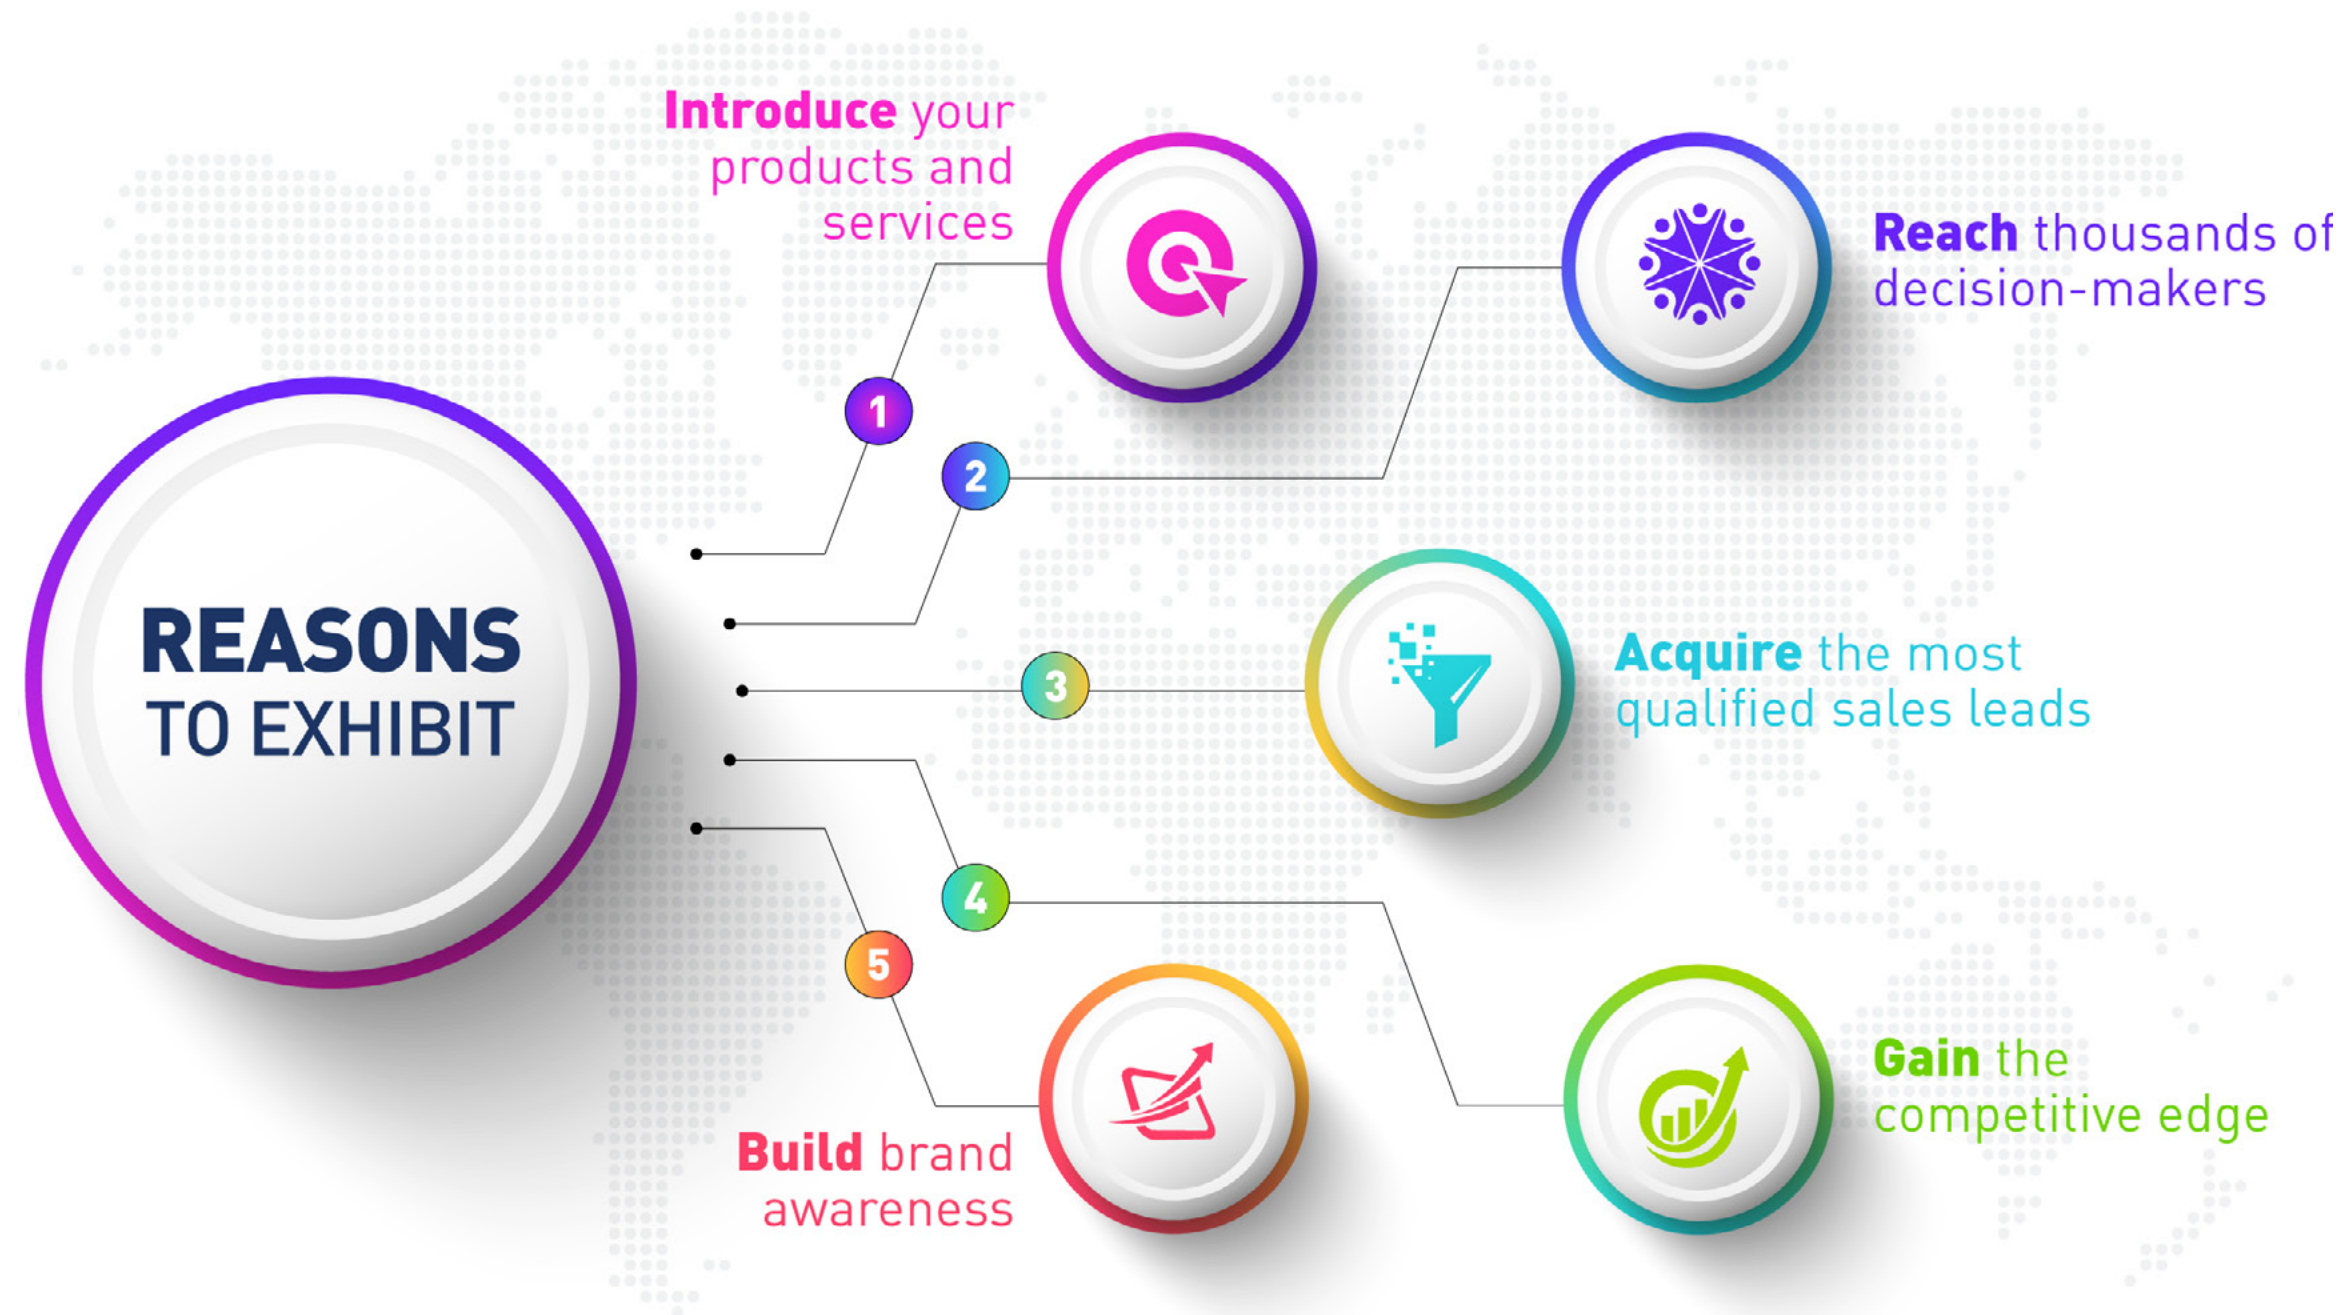 REASONS
TO EXHIBIT
1
Introduce your
products and
services
2
Reach thousands of
decision-makers
3
Acquire the most
qualified sales leads
4
Gain the
competitive edge
5
Build brand
awareness